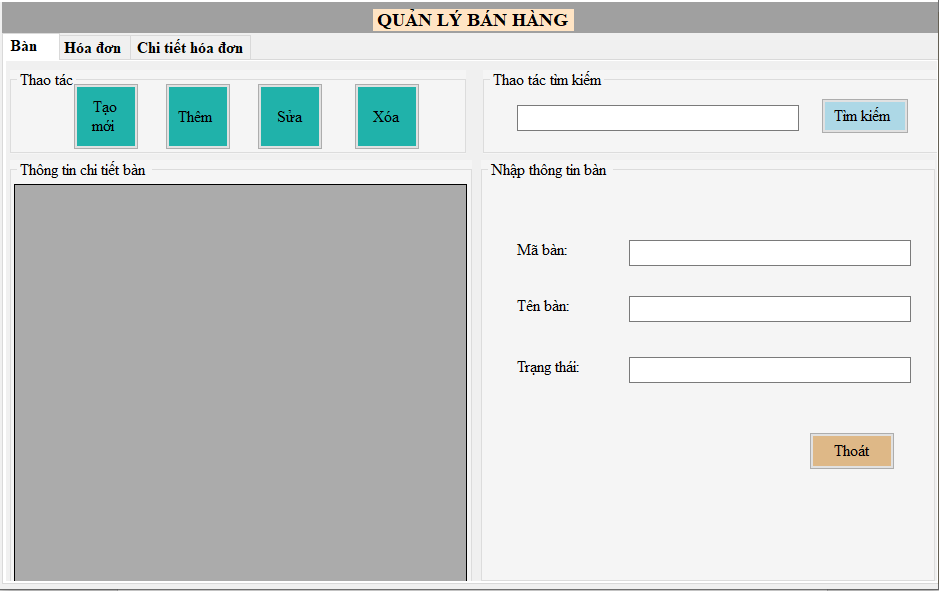 QUẢN LÝ BÁN HÀNG
Bàn Hóa đơn Chi tiết hóa đơn
Thao tác
Tạo
mới
Thêm
Sửa
Xóa
Thao tác tìm kiếm
Tìm kiếm
Thông tin chi tiết bàn
Nhập thông tin bàn
Mã bàn:
Tên bàn:
Trạng thái:
Thoát